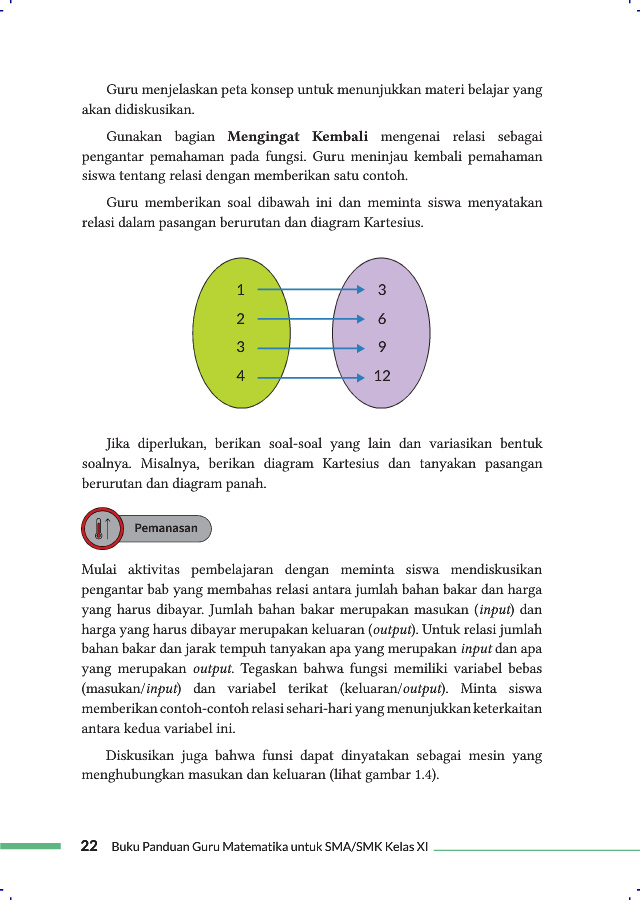 Guru menjelaskan peta konsep untuk menunjukkan materi belajar yang
akan didiskusikan.
Gunakan bagian Mengingat Kembali mengenai relasi sebagai
pengantar pemahaman pada fungsi. Guru meninjau kembali pemahaman
siswa tentang relasi dengan memberikan satu contoh.
Guru memberikan soal dibawah ini dan meminta siswa menyatakan
relasi dalam pasangan berurutan dan diagram Kartesius.
1 3
2 6
3 9
4 12
Jika diperlukan, berikan soal-soal yang lain dan variasikan bentuk
soalnya. Misalnya, berikan diagram Kartesius dan tanyakan pasangan
berurutan dan diagram panah.
Pemanasan
Mulai aktivitas pembelajaran dengan meminta siswa mendiskusikan
pengantar bab yang membahas relasi antara jumlah bahan bakar dan harga
yang harus dibayar. Jumlah bahan bakar merupakan masukan (input) dan
harga yang harus dibayar merupakan keluaran (output). Untuk relasi jumlah
bahan bakar dan jarak tempuh tanyakan apa yang merupakan input dan apa
yang merupakan output. Tegaskan bahwa fungsi memiliki variabel bebas
(masukan/input) dan variabel terikat (keluaran/output). Minta siswa
memberikan contoh-contoh relasi sehari-hari yang menunjukkan keterkaitan
antara kedua variabel ini.
Diskusikan juga bahwa funsi dapat dinyatakan sebagai mesin yang
menghubungkan masukan dan keluaran (lihat gambar 1.4).
22 Buku Panduan Guru Matematika untuk SMA/SMK Kelas XI